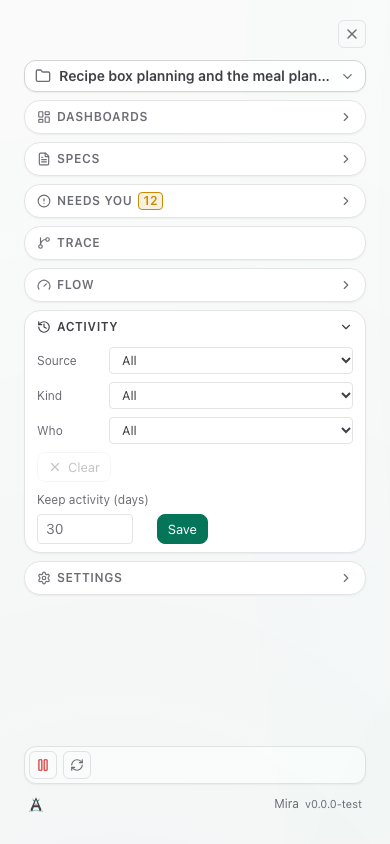 Recipe box planning and the meal plan...
DASHBOARDS
SPECS
NEEDS YOU 12
TRACE
FLOW
ACTIVITY
Source All
Kind All
Who All
Clear
Keep activity (days)
30 Save
SETTINGS
Mira v0.0.0-test